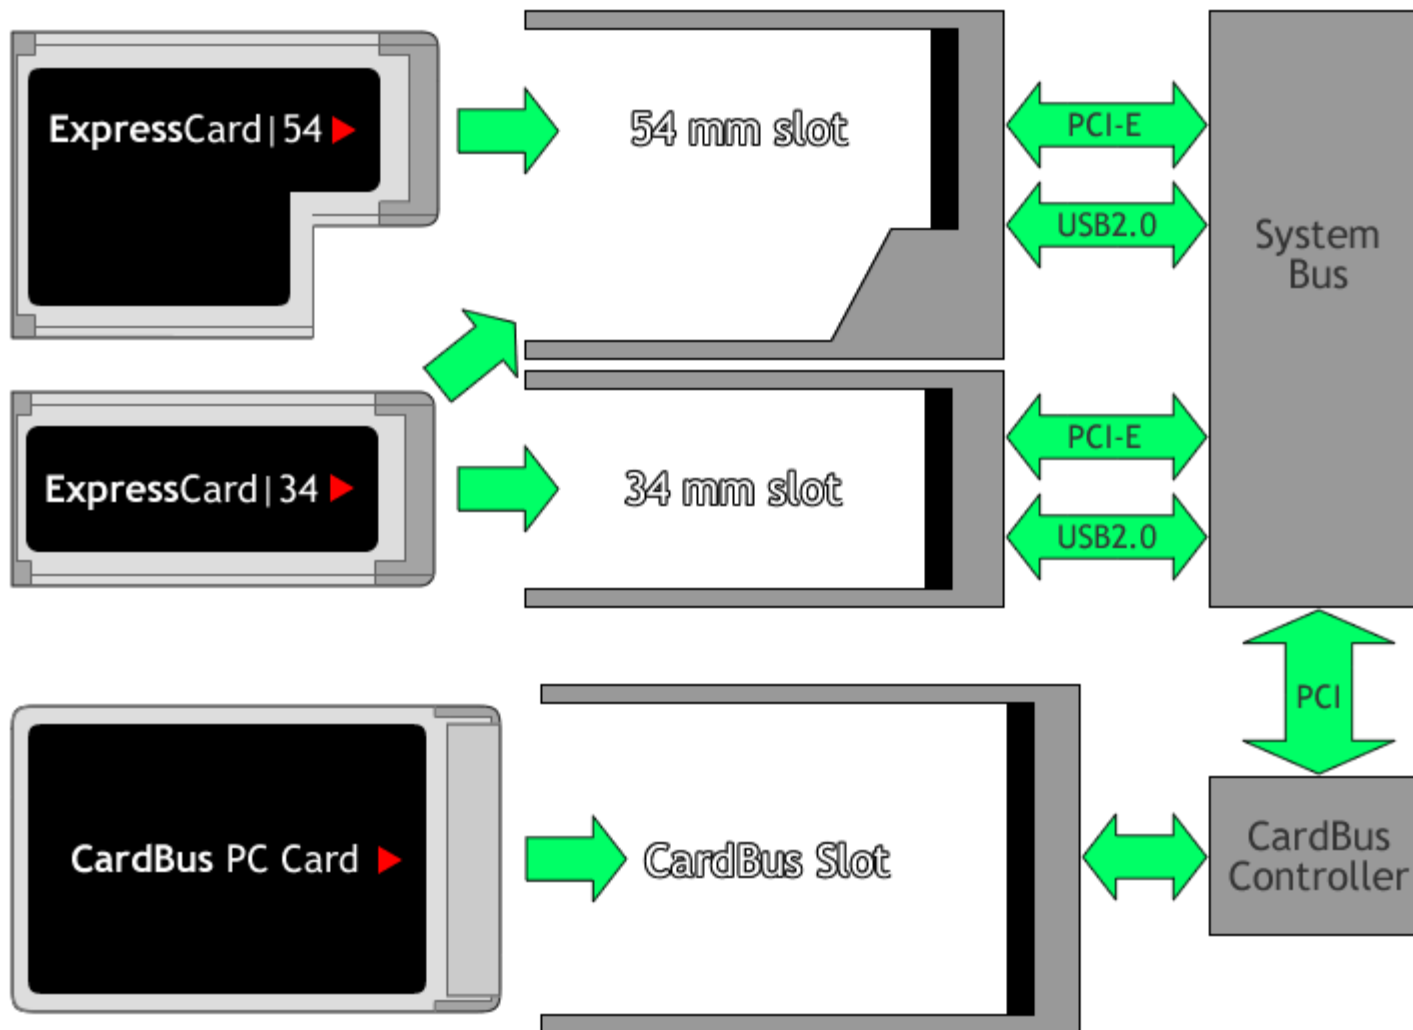 ExpressCard|54
54 mm slot
PCI-E
USB2.0
System
Bus
ExpressCard|34
34 mm slot
PCI-E
USB2.0
PCI
CardBus PC Card
CardBus Slot
CardBus
Controller